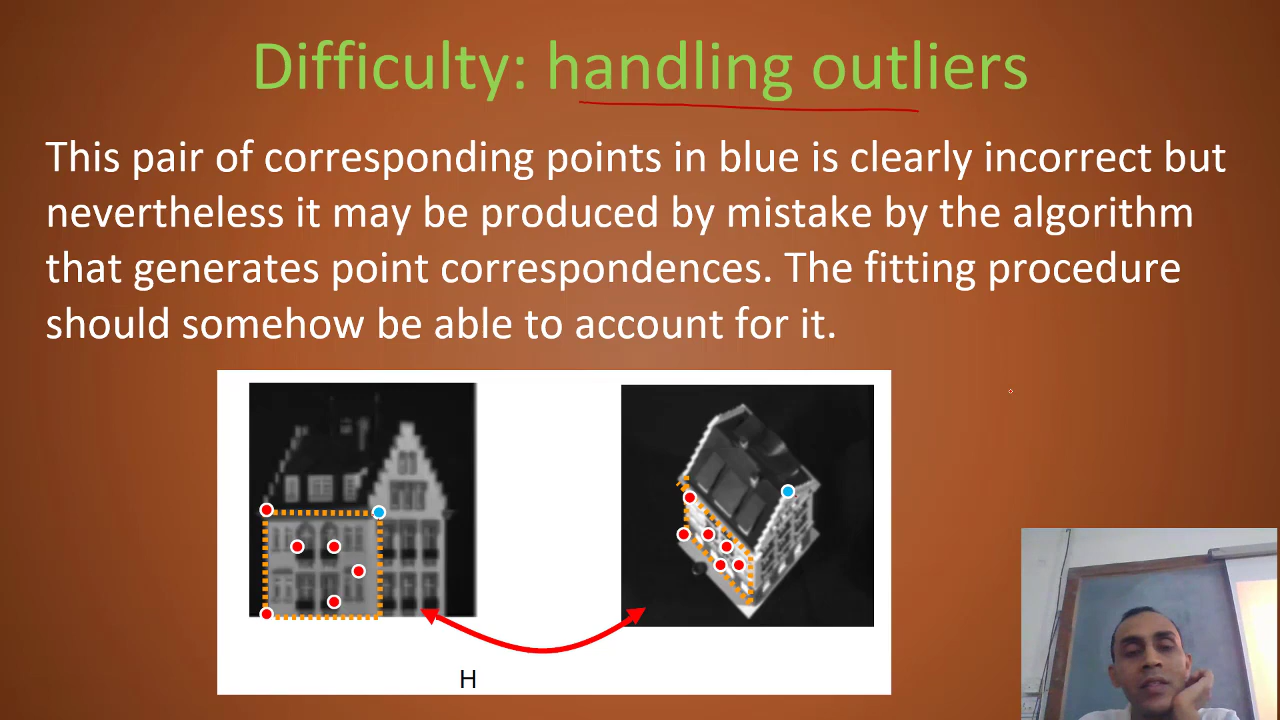 Difficulty: handling outliers
This pair of corresponding points in blue is clearly incorrect but
nevertheless it may be produced by mistake by the algorithm
that generates point correspondences. The fitting procedure
should somehow be able to account for it.
H